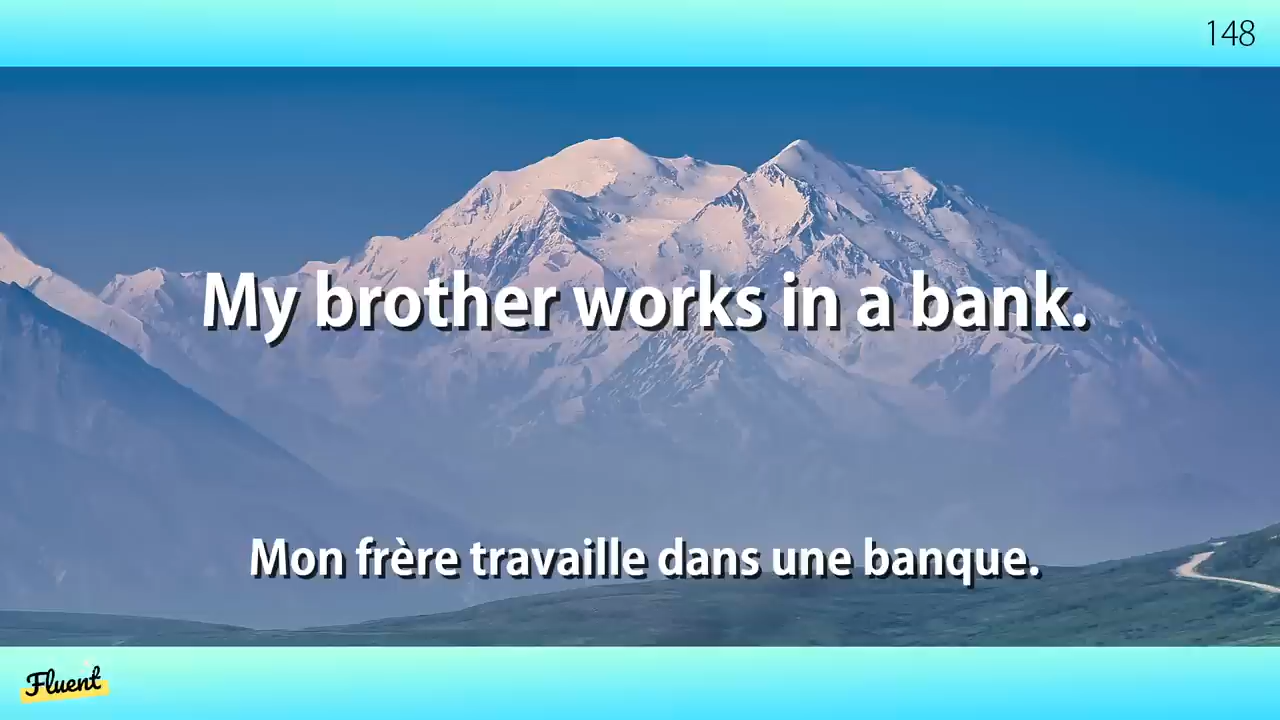 148
My brother works in a bank.
Mon frère travaille dans une banque.
Fluent